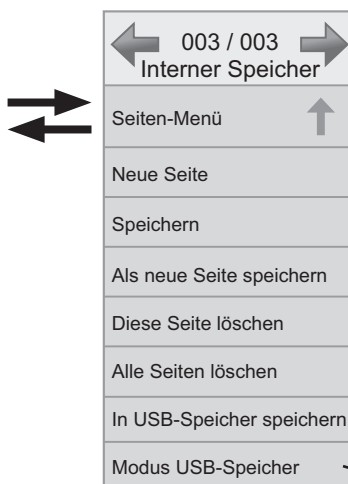 003 / 003
Interner Speicher
Seiten-Menü
Neue Seite
Speichern
Als neue Seite speichern
Diese Seite löschen
Alle Seiten löschen
In USB-Speicher speichern
Modus USB-Speicher